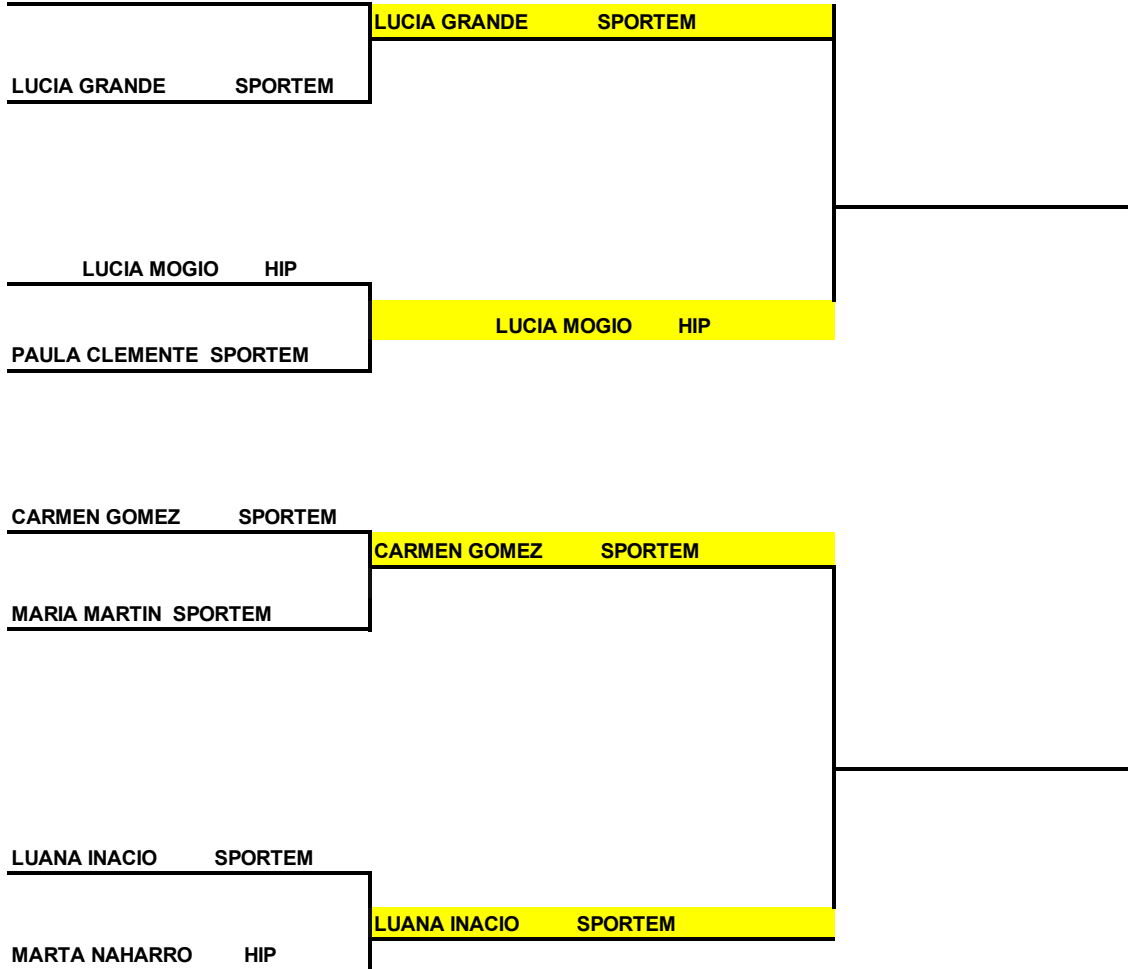 LUCIA GRANDE SPORTEM
LUCIA GRANDE SPORTEM
LUCIA MOGIO HIP
LUCIA MOGIO HIP
PAULA CLEMENTE SPORTEM
CARMEN GOMEZ SPORTEM
CARMEN GOMEZ SPORTEM
MARIA MARTIN SPORTEM
LUANA INACIO SPORTEM
LUANA INACIO SPORTEM
MARTA NAHARRO HIP